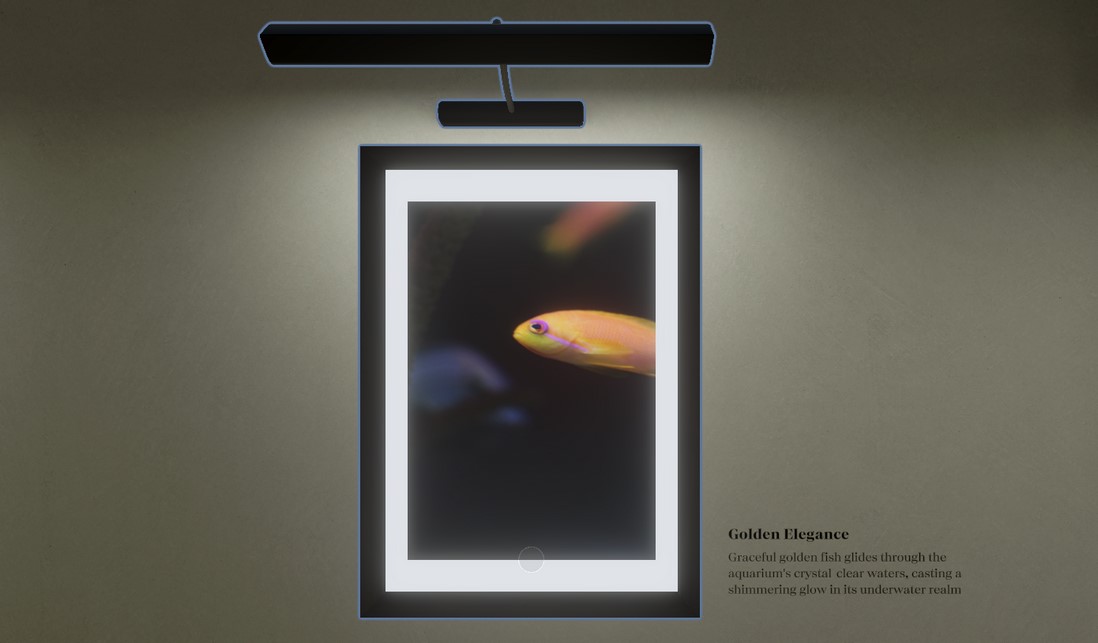 Golden Elegance
Graceful golden fish glides through the
aquarium's crystal clear waters, casting a
shimmering glow in its underwater realm